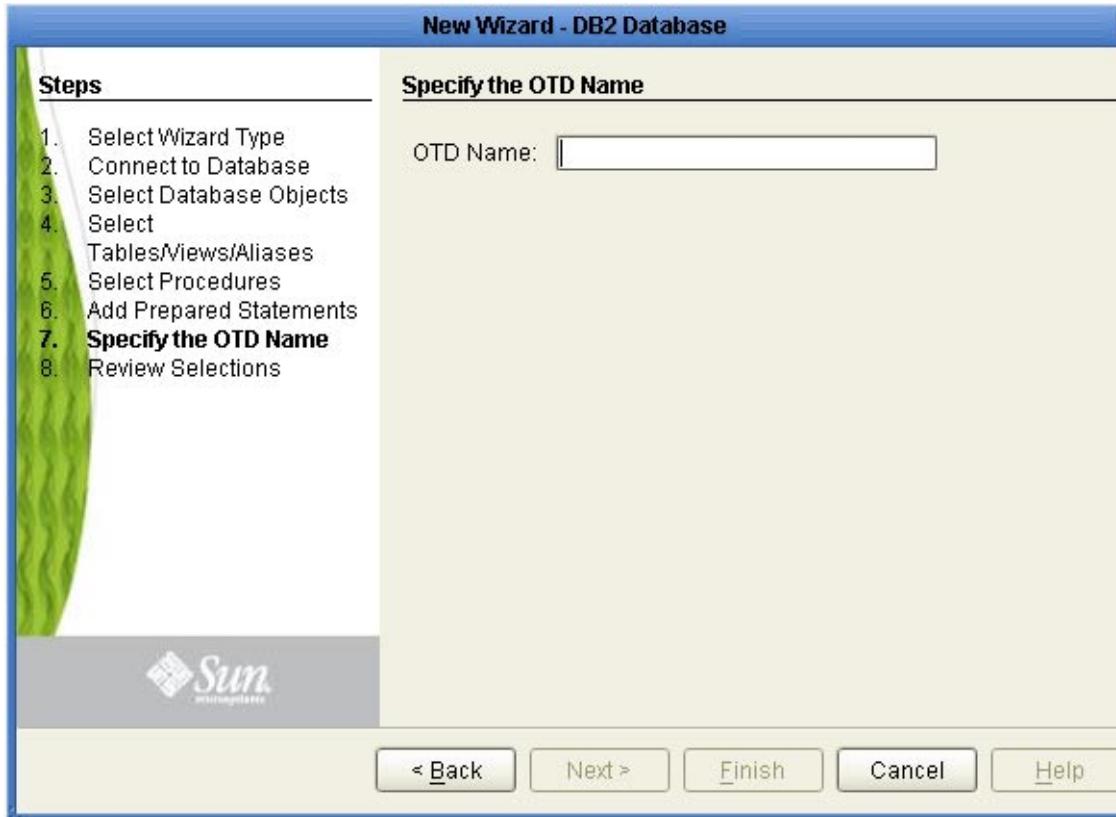 New Wizard - DB2 Database
Steps
1. Select Wizard Type
2. Connect to Database
3. Select Database Objects
4. Select
Tables/Views/Aliases
5. Select Procedures
6. Add Prepared Statements
7. Specify the OTD Name
8. Review Selections
Sun
microsystems
Specify the OTD Name
OTD Name:
< Back
Next >
Finish
Cancel
Help